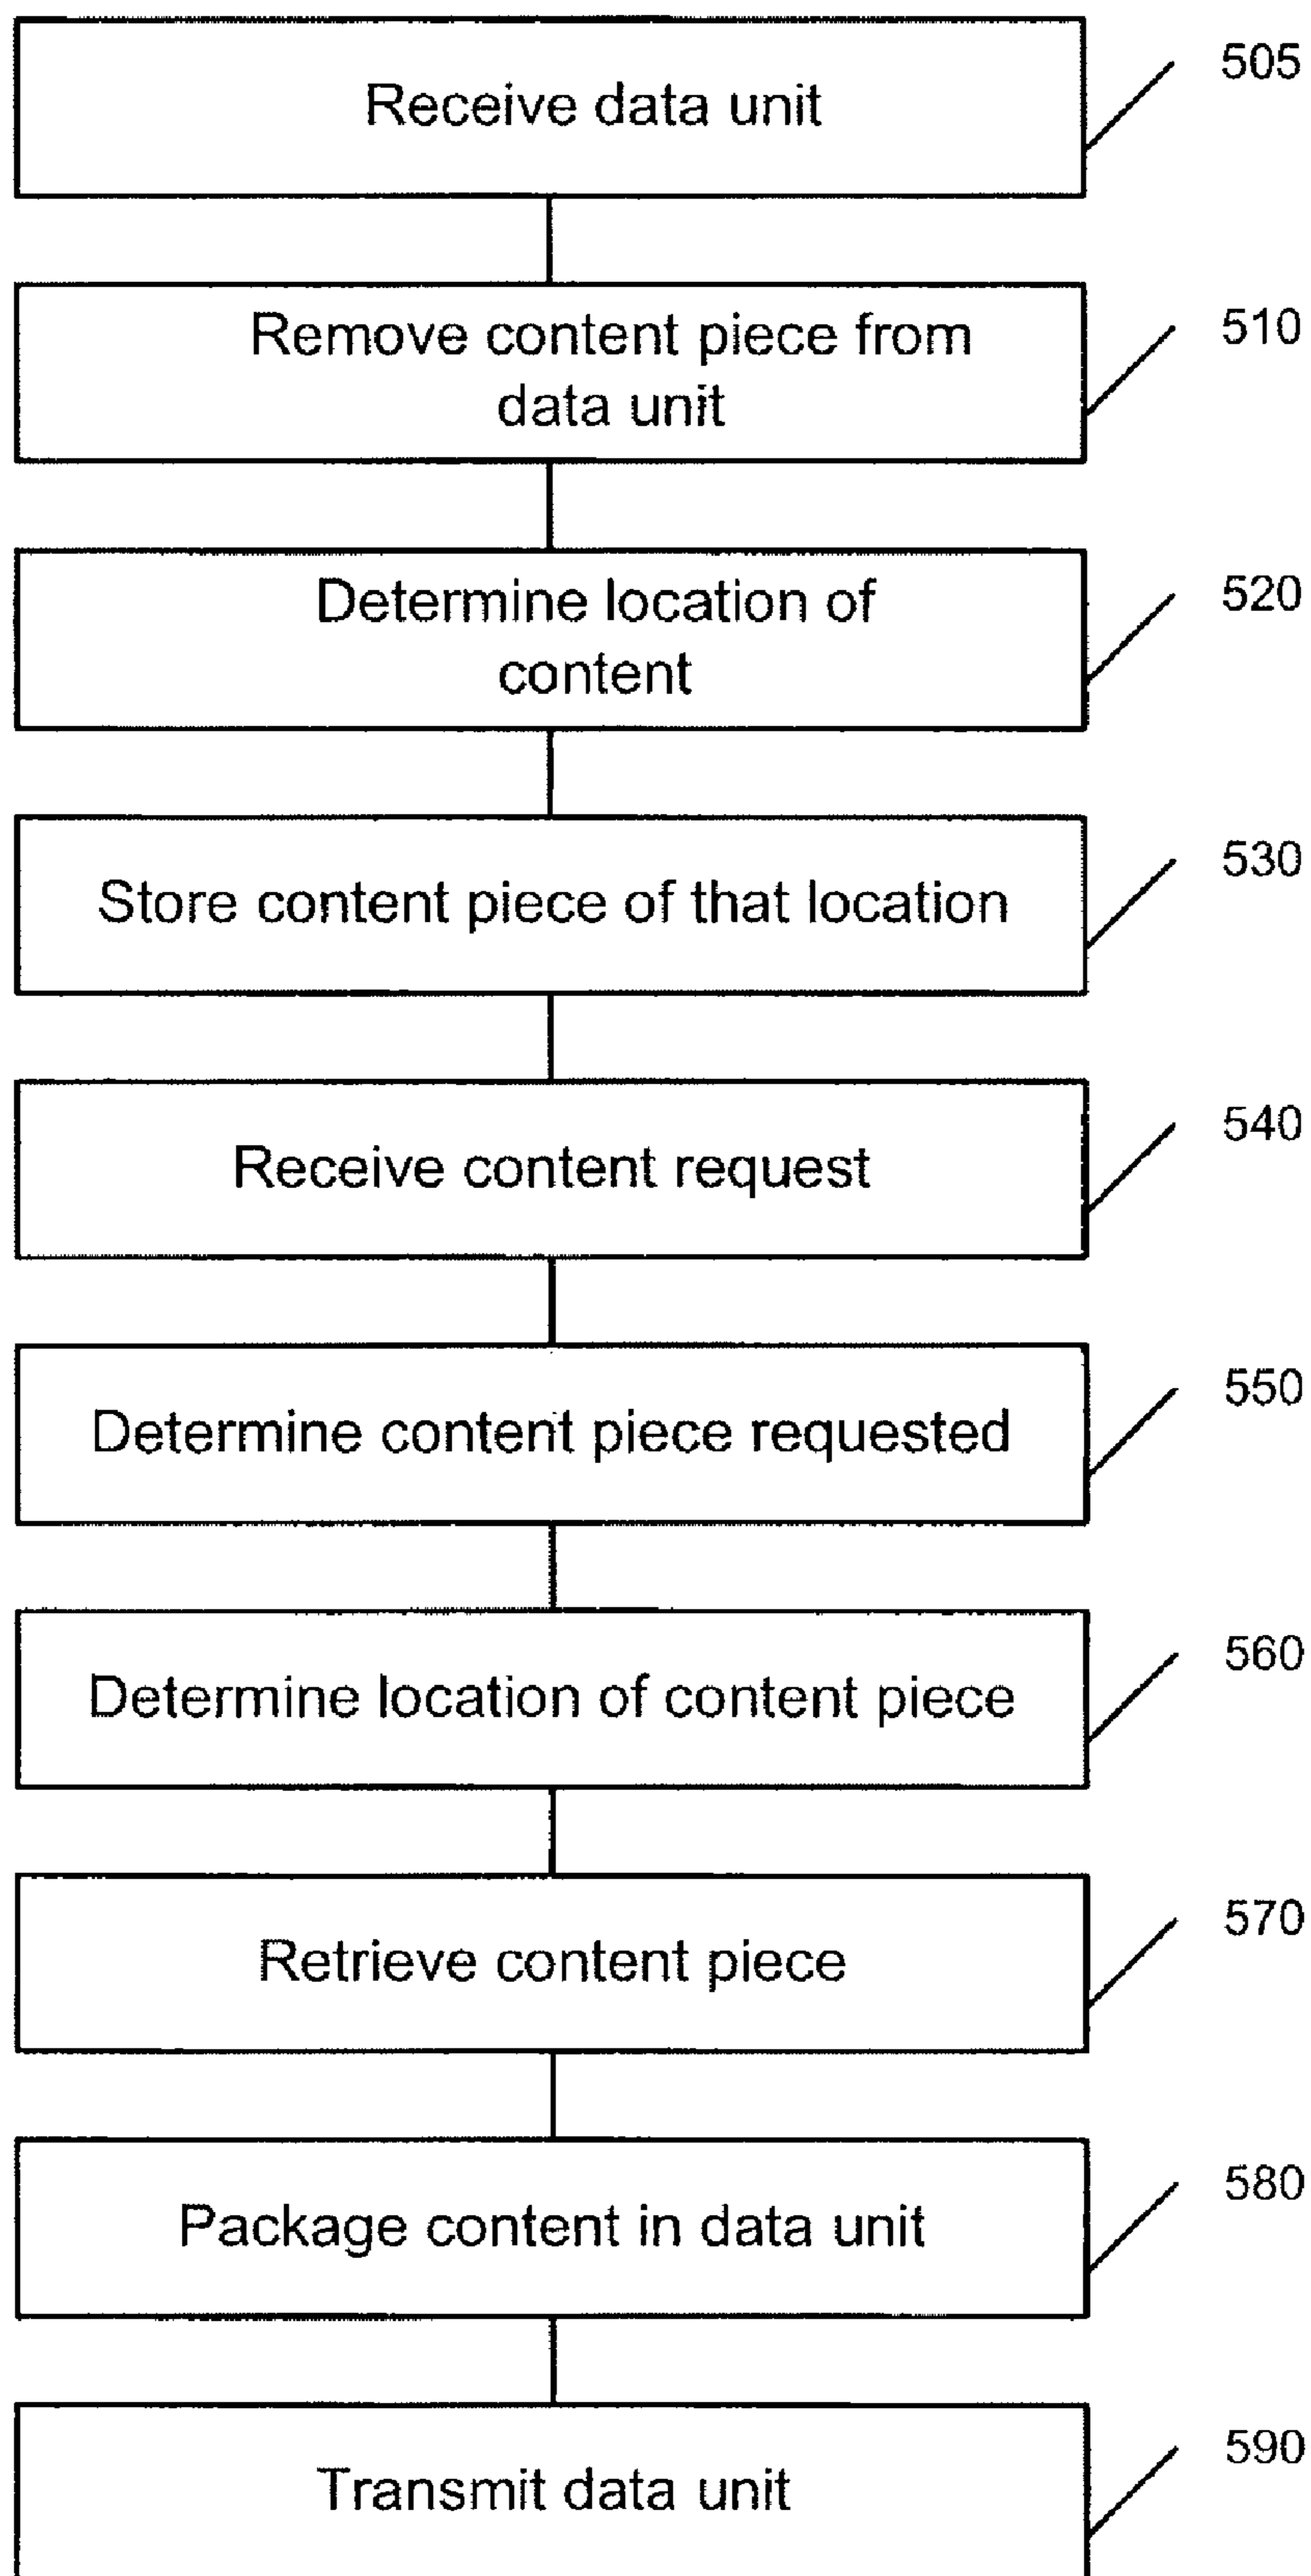 Receive data unit
505
Remove content piece from
data unit
510
Determine location of
content
520
Store content piece of that location
530
Receive content request
540
Determine content piece requested
550
Determine location of content piece
560
Retrieve content piece
570
Package content in data unit
580
Transmit data unit
590